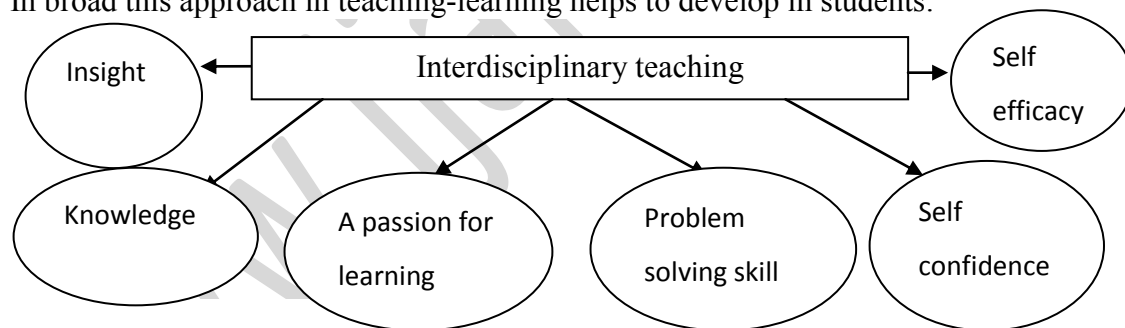 In broad this approach in teaching-learning helps to develop in students:
Interdisciplinary teaching
Insight
Self
efficacy
Knowledge
A passion for
learning
Problem
solving skill
Self
confidence